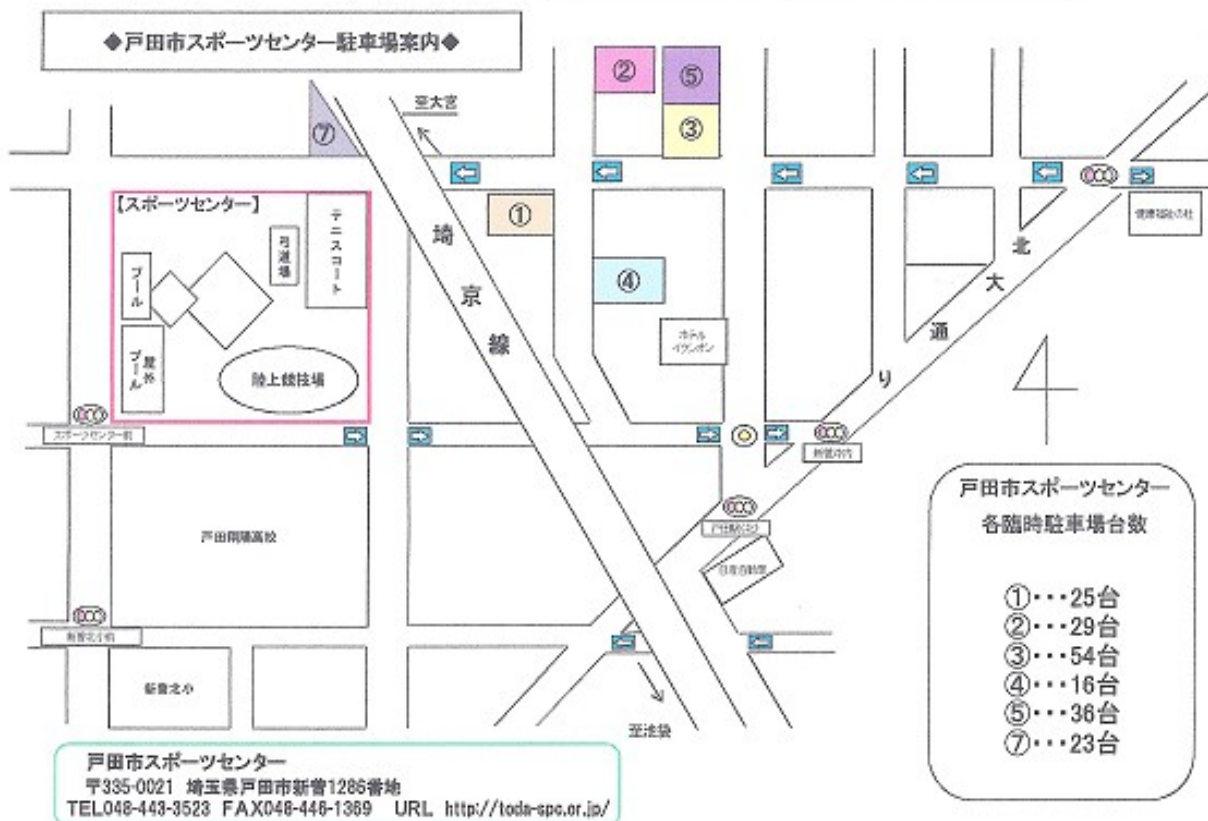 ◆戸田市スポーツセンター駐車場案内◆
②
⑤
③
⑦
至大宮
①
④
【スポーツセンター】
テニスコート
弓道場
プール
屋外プール
陸上競技場
埼京線
ホテル
北大通り
健康福祉の杜
スポーツセンター前
戸田翔陽高校
新曽北小前
新曽北小
至池袋
戸田市スポーツセンター
各臨時駐車場台数
①・・・25台
②・・・29台
③・・・54台
④・・・16台
⑤・・・36台
⑦・・・23台
戸田市スポーツセンター
〒335-0021 埼玉県戸田市新曽1286番地
TEL048-443-3523 FAX048-446-1369 URL http://toda-spc.or.jp/